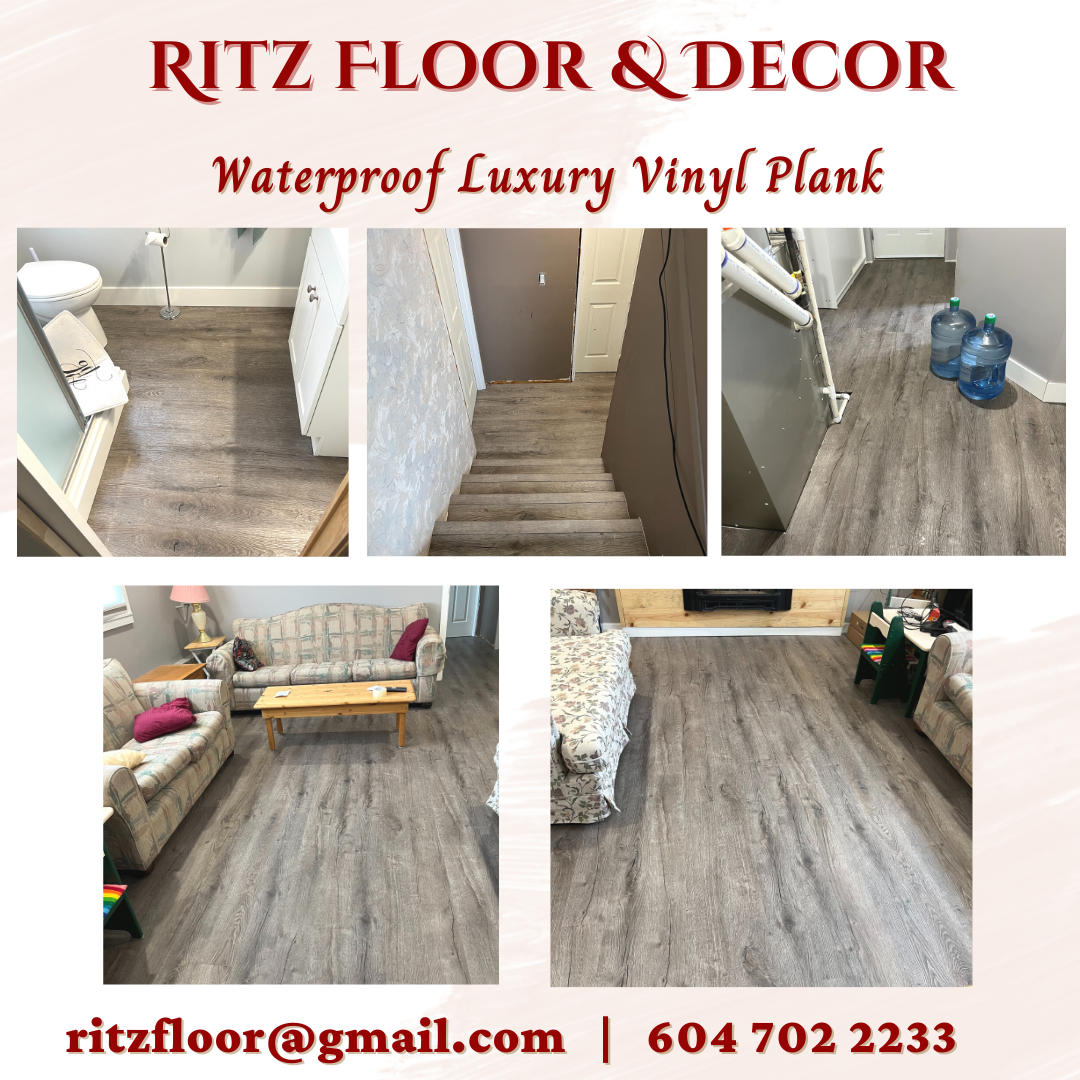 Ritz Floor & Decor
Waterproof Luxury Vinyl Plank
ritzfloor@gmail.com | 604 702 2233